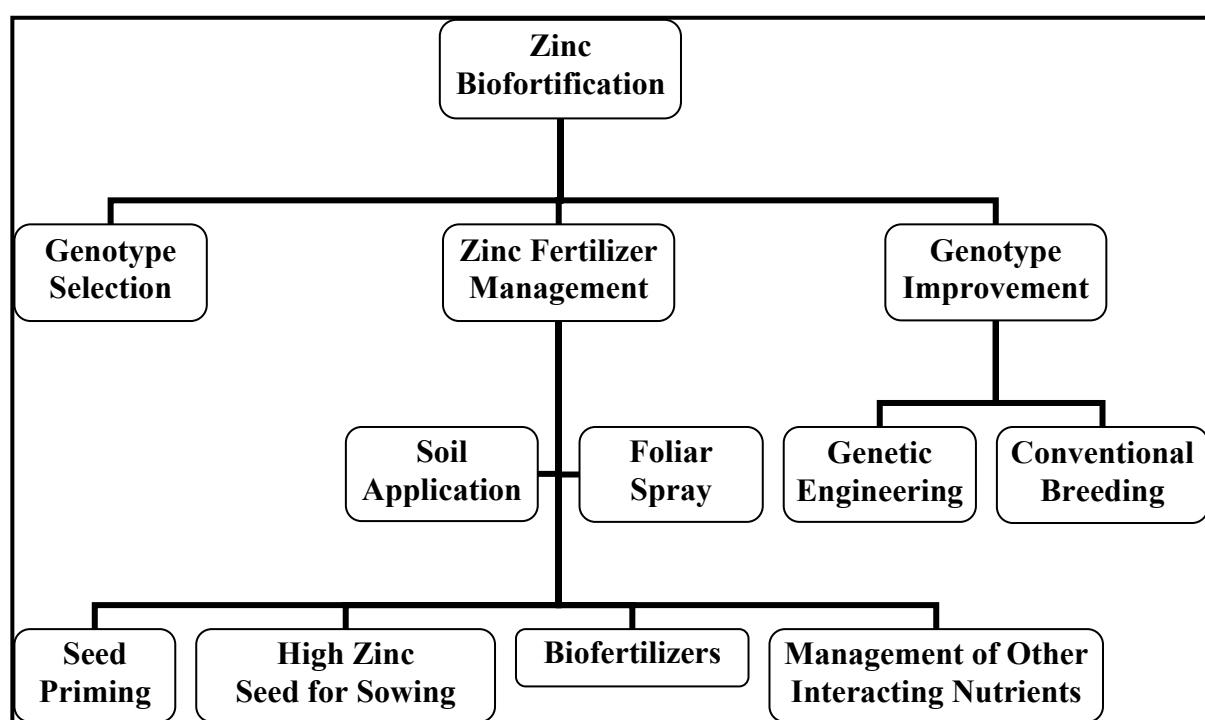 Zinc
Biofortification
Genotype
Selection
Zinc Fertilizer
Management
Genotype
Improvement
Soil
Application
Foliar
Spray
Genetic
Engineering
Conventional
Breeding
Seed
Priming
High Zinc
Seed for Sowing
Biofertilizers
Management of Other
Interacting Nutrients